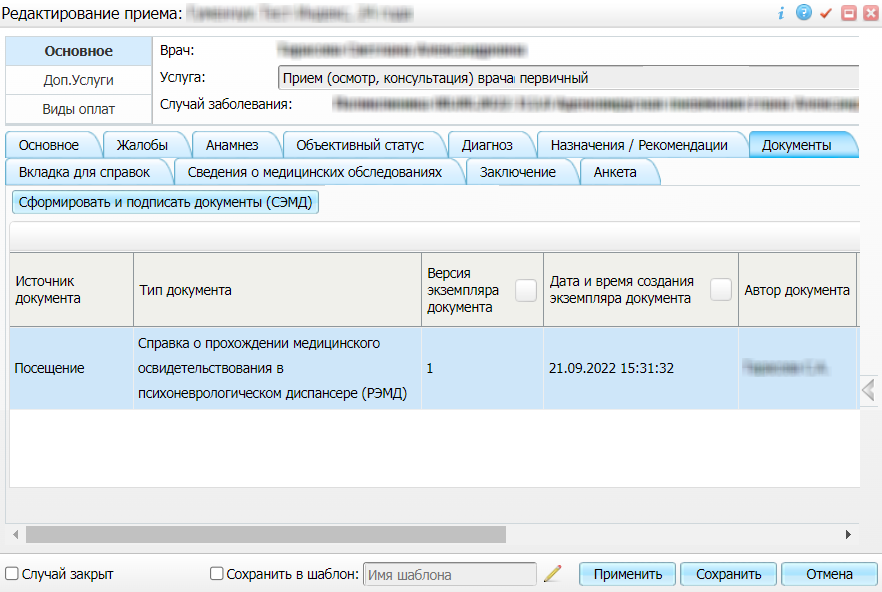 Редактирование приема:
Основное
Доп.Услуги
Виды оплат
Врач:
Услуга: Прием (осмотр, консультация) врача первичный
Случай заболевания:
Основное Жалобы Анамнез Объективный статус Диагноз Назначения / Рекомендации Документы
Вкладка для справок Сведения о медицинских обследованиях Заключение Анкета
Сформировать и подписать документы (СЭМД)
Источник
документа
Тип документа
Версия
экземпляра
документа
Дата и время создания
экземпляра документа
Автор документа
Посещение
Справка о прохождении медицинского
освидетельствования в
психоневрологическом диспансере (РЭМД)
1
21.09.2022 15:31:32
Случай закрыт Сохранить в шаблон: Имя шаблона Применить Сохранить Отмена